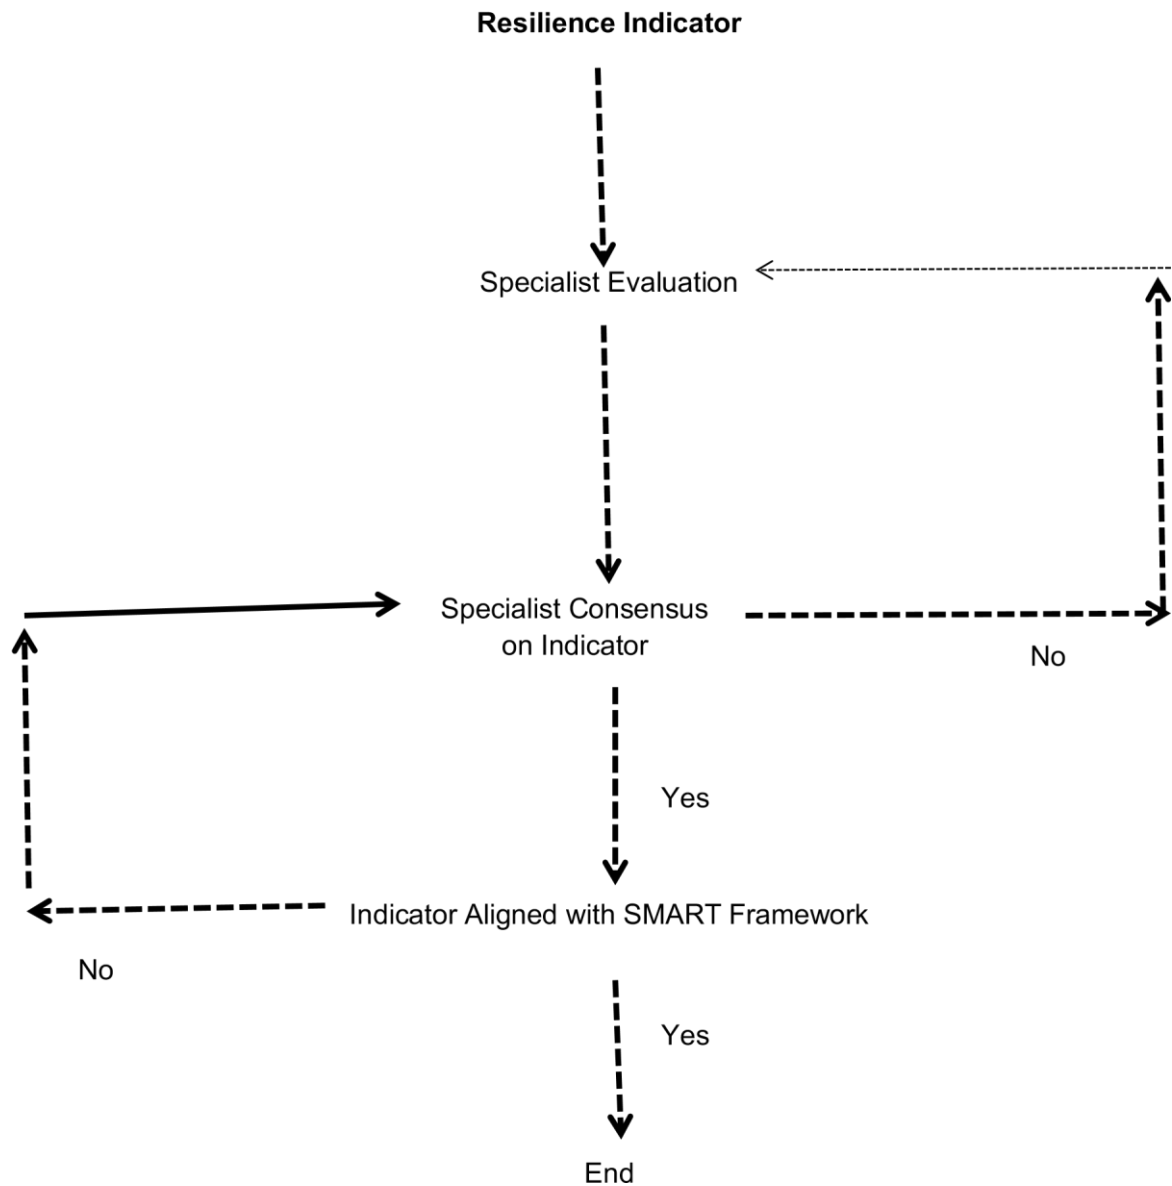 Resilience Indicator
Specialist Evaluation
Specialist Consensus
on Indicator
No
Yes
Indicator Aligned with SMART Framework
No
Yes
End